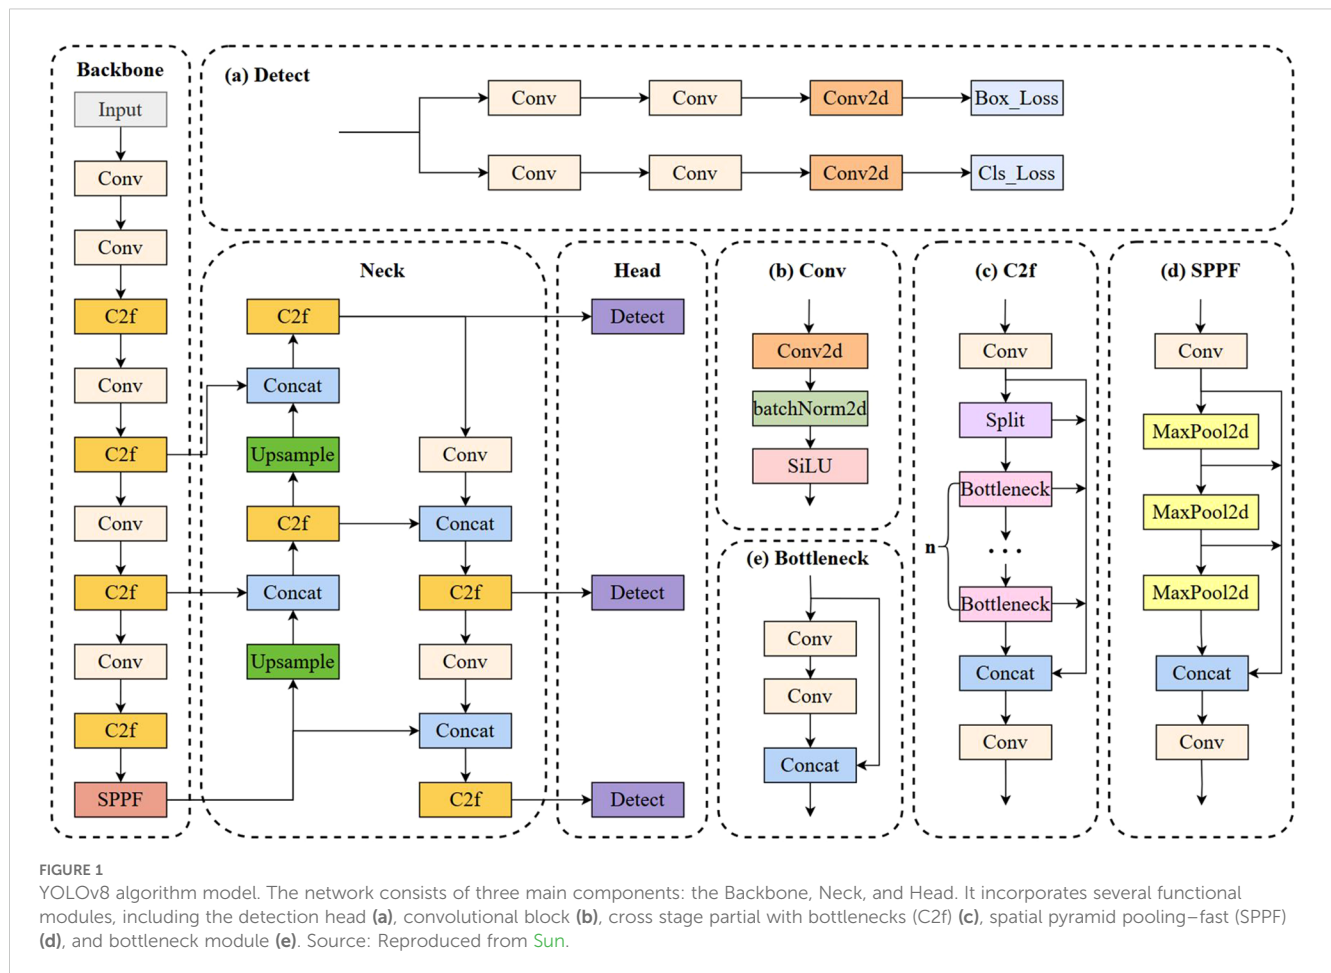 Backbone
Input
Conv
Conv
C2f
Conv
C2f
Conv
C2f
Conv
C2f
SPPF
(a) Detect
Conv
Conv
Conv2d
Box_Loss
Conv
Conv
Conv2d
Cls_Loss
Neck
C2f
Concat
Upsample
C2f
Concat
Upsample
Conv
Concat
C2f
Conv
Concat
C2f
Head
Detect
Detect
Detect
(b) Conv
Conv2d
batchNorm2d
SiLU
(e) Bottleneck
Conv
Conv
Concat
(c) C2f
Conv
Split
Bottleneck
n
...
Bottleneck
Concat
Conv
(d) SPPF
Conv
MaxPool2d
MaxPool2d
MaxPool2d
Concat
Conv
FIGURE 1
YOLOv8 algorithm model. The network consists of three main components: the Backbone, Neck, and Head. It incorporates several functional
modules, including the detection head (a), convolutional block (b), cross stage partial with bottlenecks (C2f) (c), spatial pyramid pooling–fast (SPPF)
(d), and bottleneck module (e). Source: Reproduced from Sun.